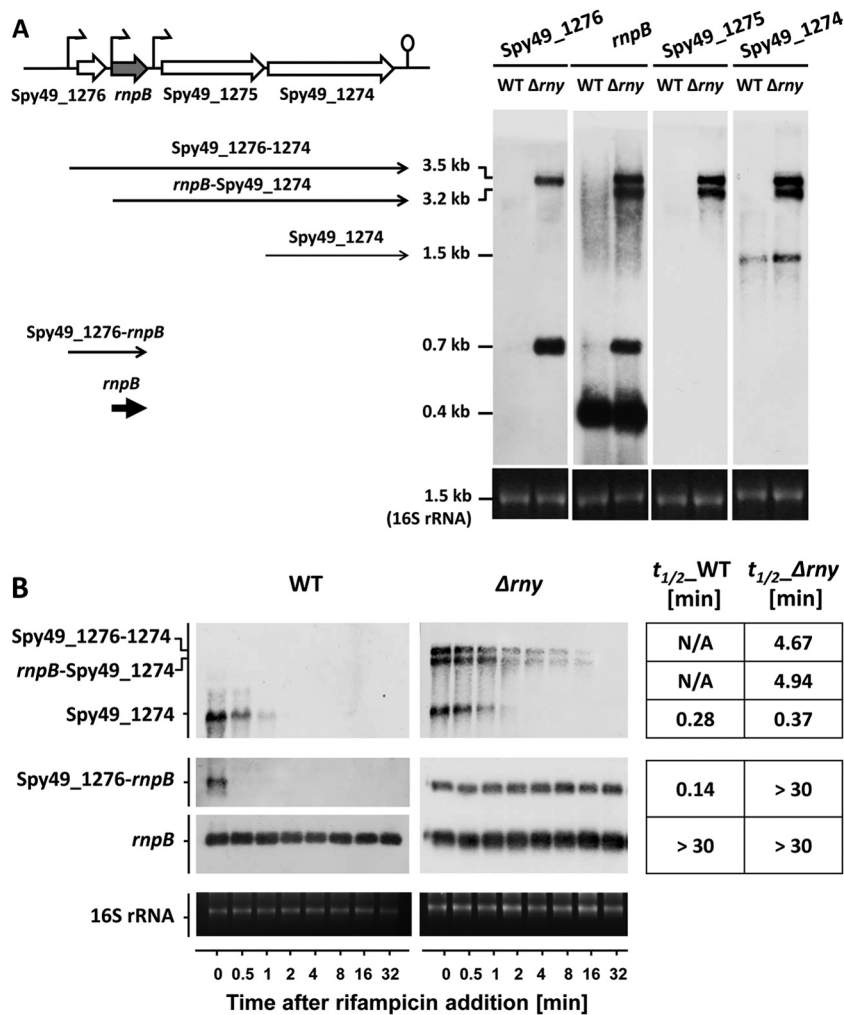 A
Spy49_1276 rnpB Spy49_1275 Spy49_1274
WT Δrny WT Δrny WT Δrny WT Δrny
Spy49_1276 rnpB Spy49_1275 Spy49_1274
Spy49_1276-1274
3.5 kb
rnpB-Spy49_1274
3.2 kb
Spy49_1274
1.5 kb
Spy49_1276-rnpB
0.7 kb
rnpB
0.4 kb
1.5 kb
(16S rRNA)
B
WT Δrny
t1/2_WT t1/2_Δrny
[min] [min]
Spy49_1276-1274
N/A 4.67
rnpB-Spy49_1274
N/A 4.94
Spy49_1274
0.28 0.37
Spy49_1276-rnpB
0.14 > 30
rnpB
> 30 > 30
16S rRNA
0 0.5 1 2 4 8 16 32 0 0.5 1 2 4 8 16 32
Time after rifampicin addition [min]